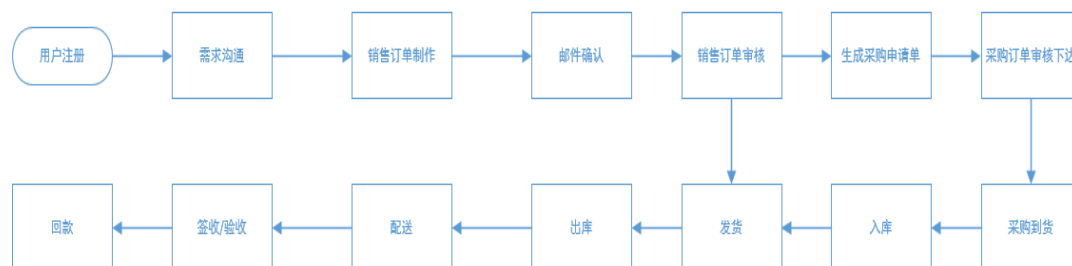 用户注册
需求沟通
销售订单制作
邮件确认
销售订单审核
生成采购申请单
采购订单审核下达
回款
签收/验收
配送
出库
发货
入库
采购到货